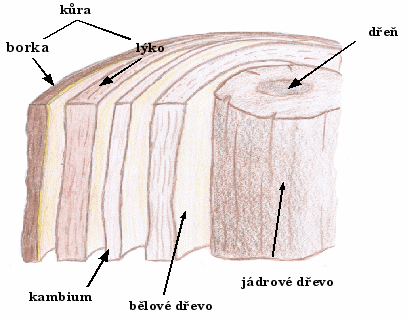 kůra
borka
lýko
dřeň
kambium
bělové dřevo
jádrové dřevo